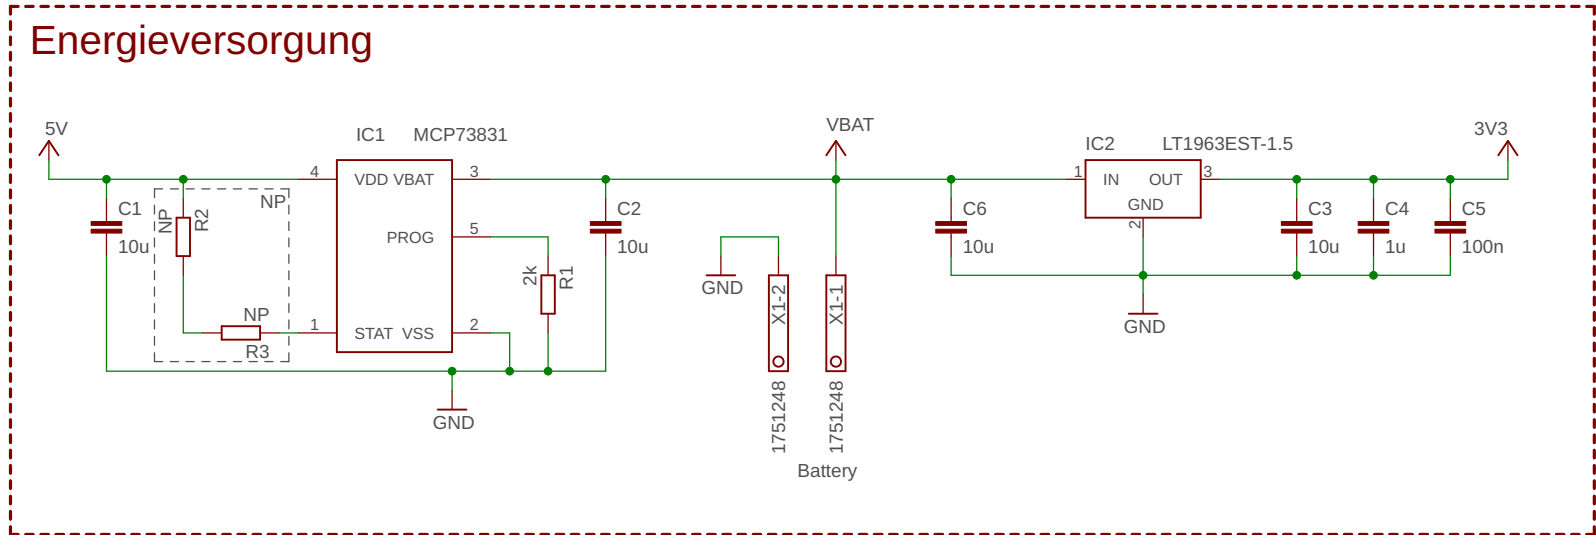 Energieversorgung
5V
IC1 MCP73831
VBAT
IC2 LT1963EST-1.5
3V3
4 VDD VBAT 3
1 IN OUT 3
GND
2
C1
10u
NP
R2
NP
PROG 5
2k
R1
C2
10u
C6
10u
C3
10u
C4
1u
C5
100n
GND
X1-2
X1-1
NP
R3
1 STAT VSS 2
GND
GND
1751248
1751248
Battery